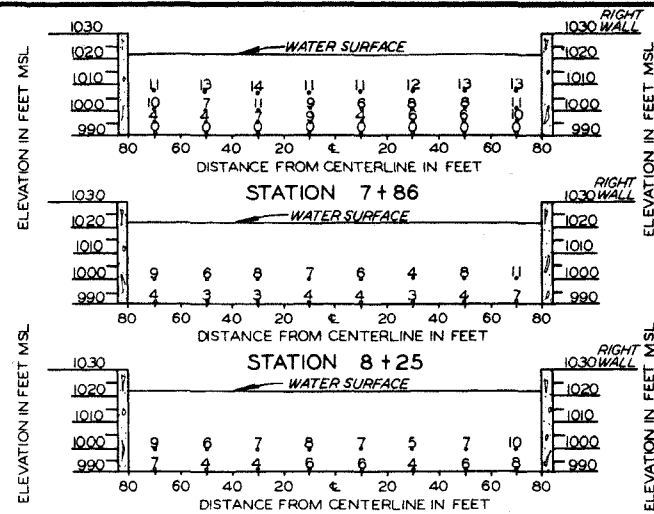 RIGHT
1030 1030 WALL
WATER SURFACE
1020 1020
1010 11 13 14 11 11 12 13 13 1010
1000 10 7 11 9 6 8 8 11 1000
4 4 7 9 4 6 6 10
990 0 0 0 0 0 0 0 0 990
80 60 40 20 ℄ 20 40 60 80
DISTANCE FROM CENTERLINE IN FEET
ELEVATION IN FEET MSL
ELEVATION IN FEET MSL
STATION 7+86
RIGHT
1030 1030 WALL
WATER SURFACE
1020 1020
1010 1010
1000 9 6 8 7 6 4 8 11 1000
990 4 3 3 4 4 3 4 7 990
80 60 40 20 ℄ 20 40 60 80
DISTANCE FROM CENTERLINE IN FEET
STATION 8+25
RIGHT
1030 1030 WALL
WATER SURFACE
1020 1020
1010 1010
1000 9 6 7 8 7 5 7 10 1000
990 7 4 4 6 6 4 6 8 990
80 60 40 20 ℄ 20 40 60 80
DISTANCE FROM CENTERLINE IN FEET
ELEVATION IN FEET MSL
ELEVATION IN FEET MSL